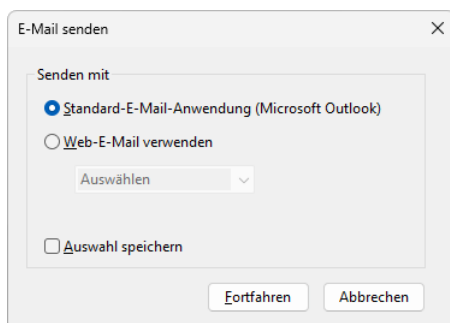 E-Mail senden
Senden mit
Standard-E-Mail-Anwendung (Microsoft Outlook)
Web-E-Mail verwenden
Auswählen
Auswahl speichern
Fortfahren Abbrechen